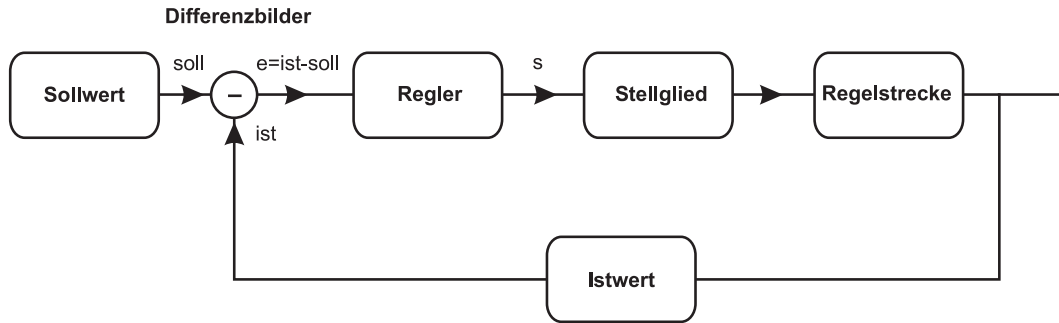 Differenzbilder
soll
e=ist-soll
s
Sollwert
–
Regler
Stellglied
Regelstrecke
ist
Istwert